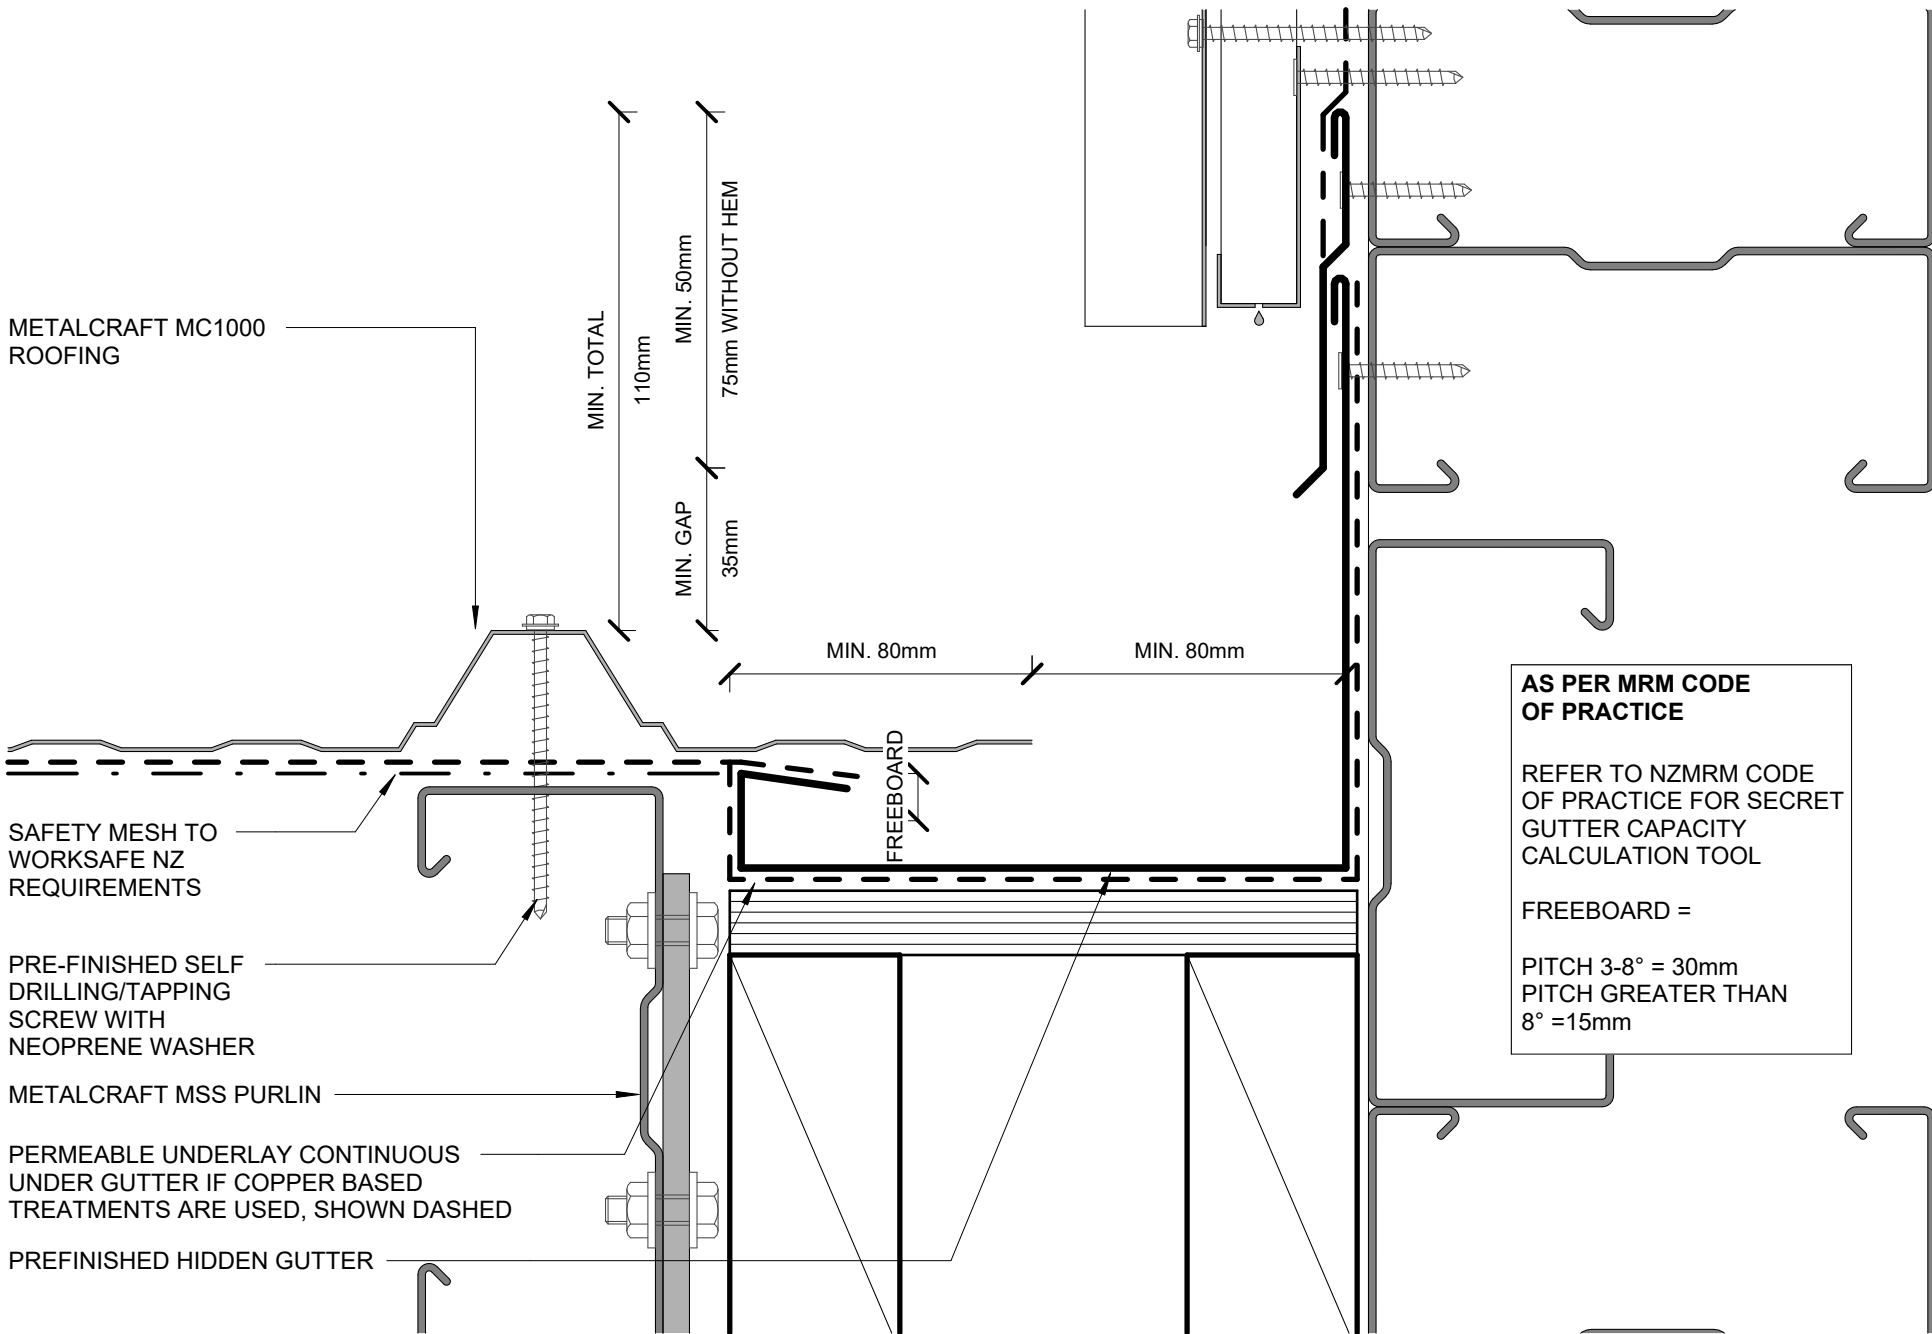 METALCRAFT MC1000
ROOFING
SAFETY MESH TO
WORKSAFE NZ
REQUIREMENTS
PRE-FINISHED SELF
DRILLING/TAPPING
SCREW WITH
NEOPRENE WASHER
METALCRAFT MSS PURLIN
PERMEABLE UNDERLAY CONTINUOUS
UNDER GUTTER IF COPPER BASED
TREATMENTS ARE USED, SHOWN DASHED
PREFINISHED HIDDEN GUTTER
MIN. TOTAL
110mm
MIN. 50mm
75mm WITHOUT HEM
MIN. GAP
35mm
MIN. 80mm
MIN. 80mm
FREEBOARD
AS PER MRM CODE
OF PRACTICE
REFER TO NZMRM CODE
OF PRACTICE FOR SECRET
GUTTER CAPACITY
CALCULATION TOOL
FREEBOARD =
PITCH 3-8° = 30mm
PITCH GREATER THAN
8° =15mm